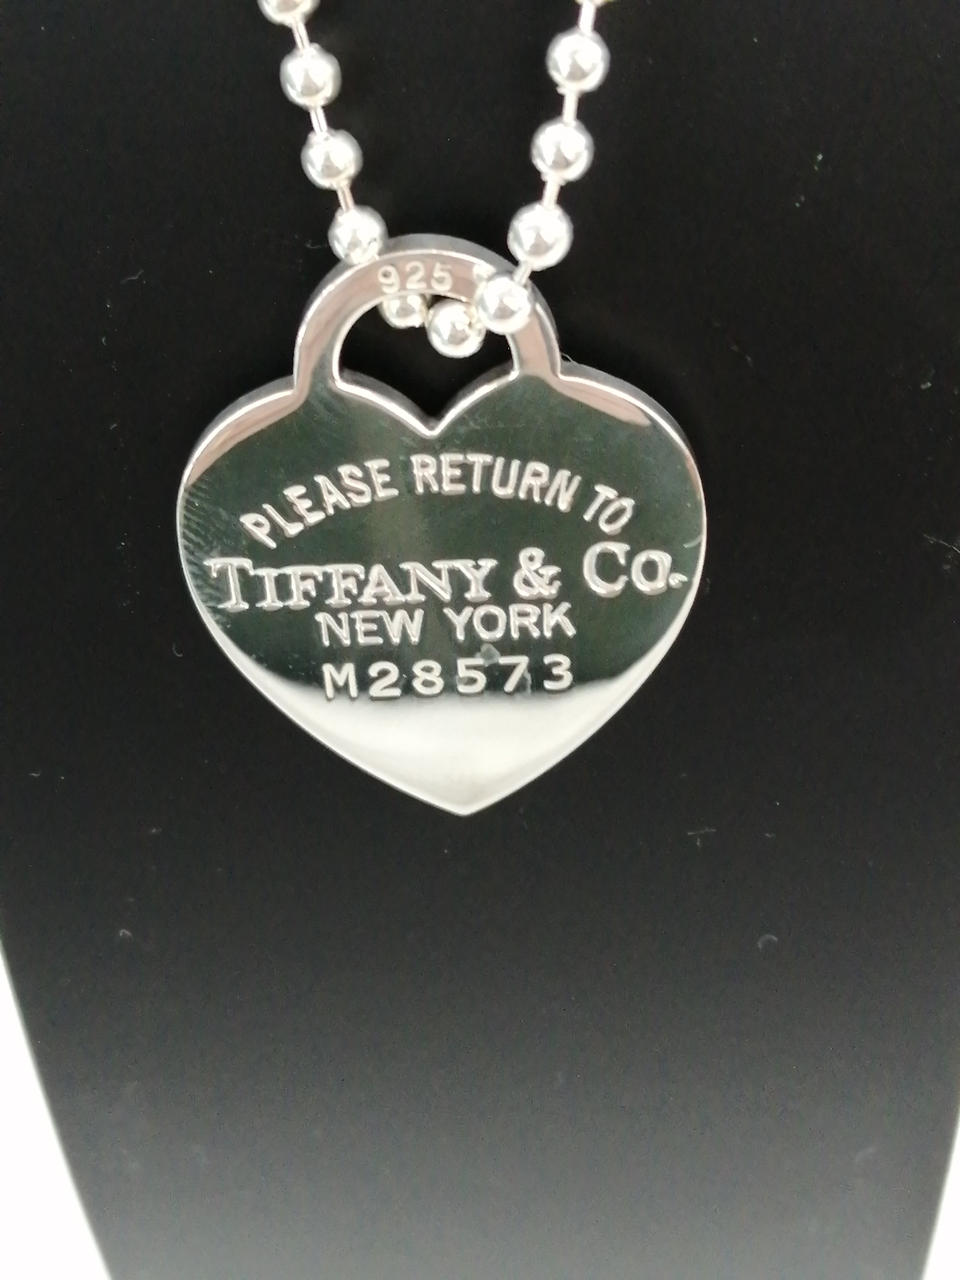 925
PLEASE RETURN TO
TIFFANY & Co.
NEW YORK
M28573